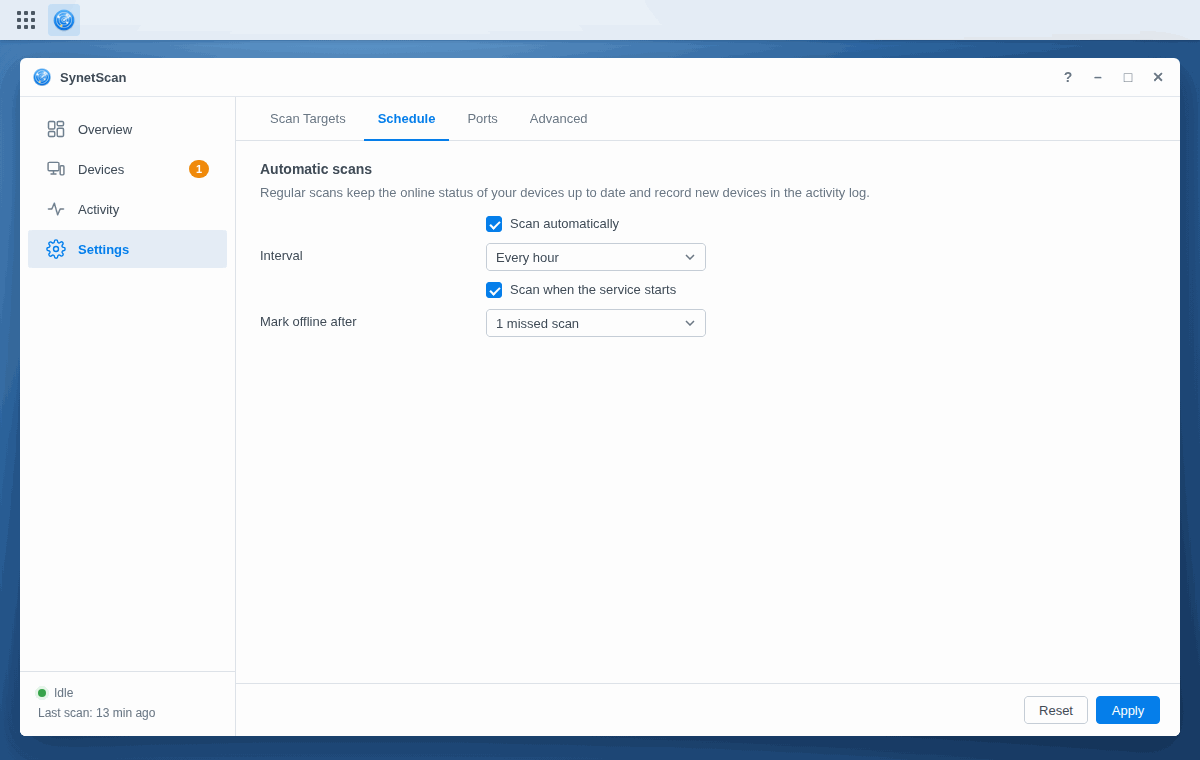 SynetScan
?
Overview
Devices 1
Activity
Settings
Scan Targets Schedule Ports Advanced
Automatic scans
Regular scans keep the online status of your devices up to date and record new devices in the activity log.
Scan automatically
Interval Every hour
Scan when the service starts
Mark offline after 1 missed scan
Idle
Last scan: 13 min ago
Reset Apply